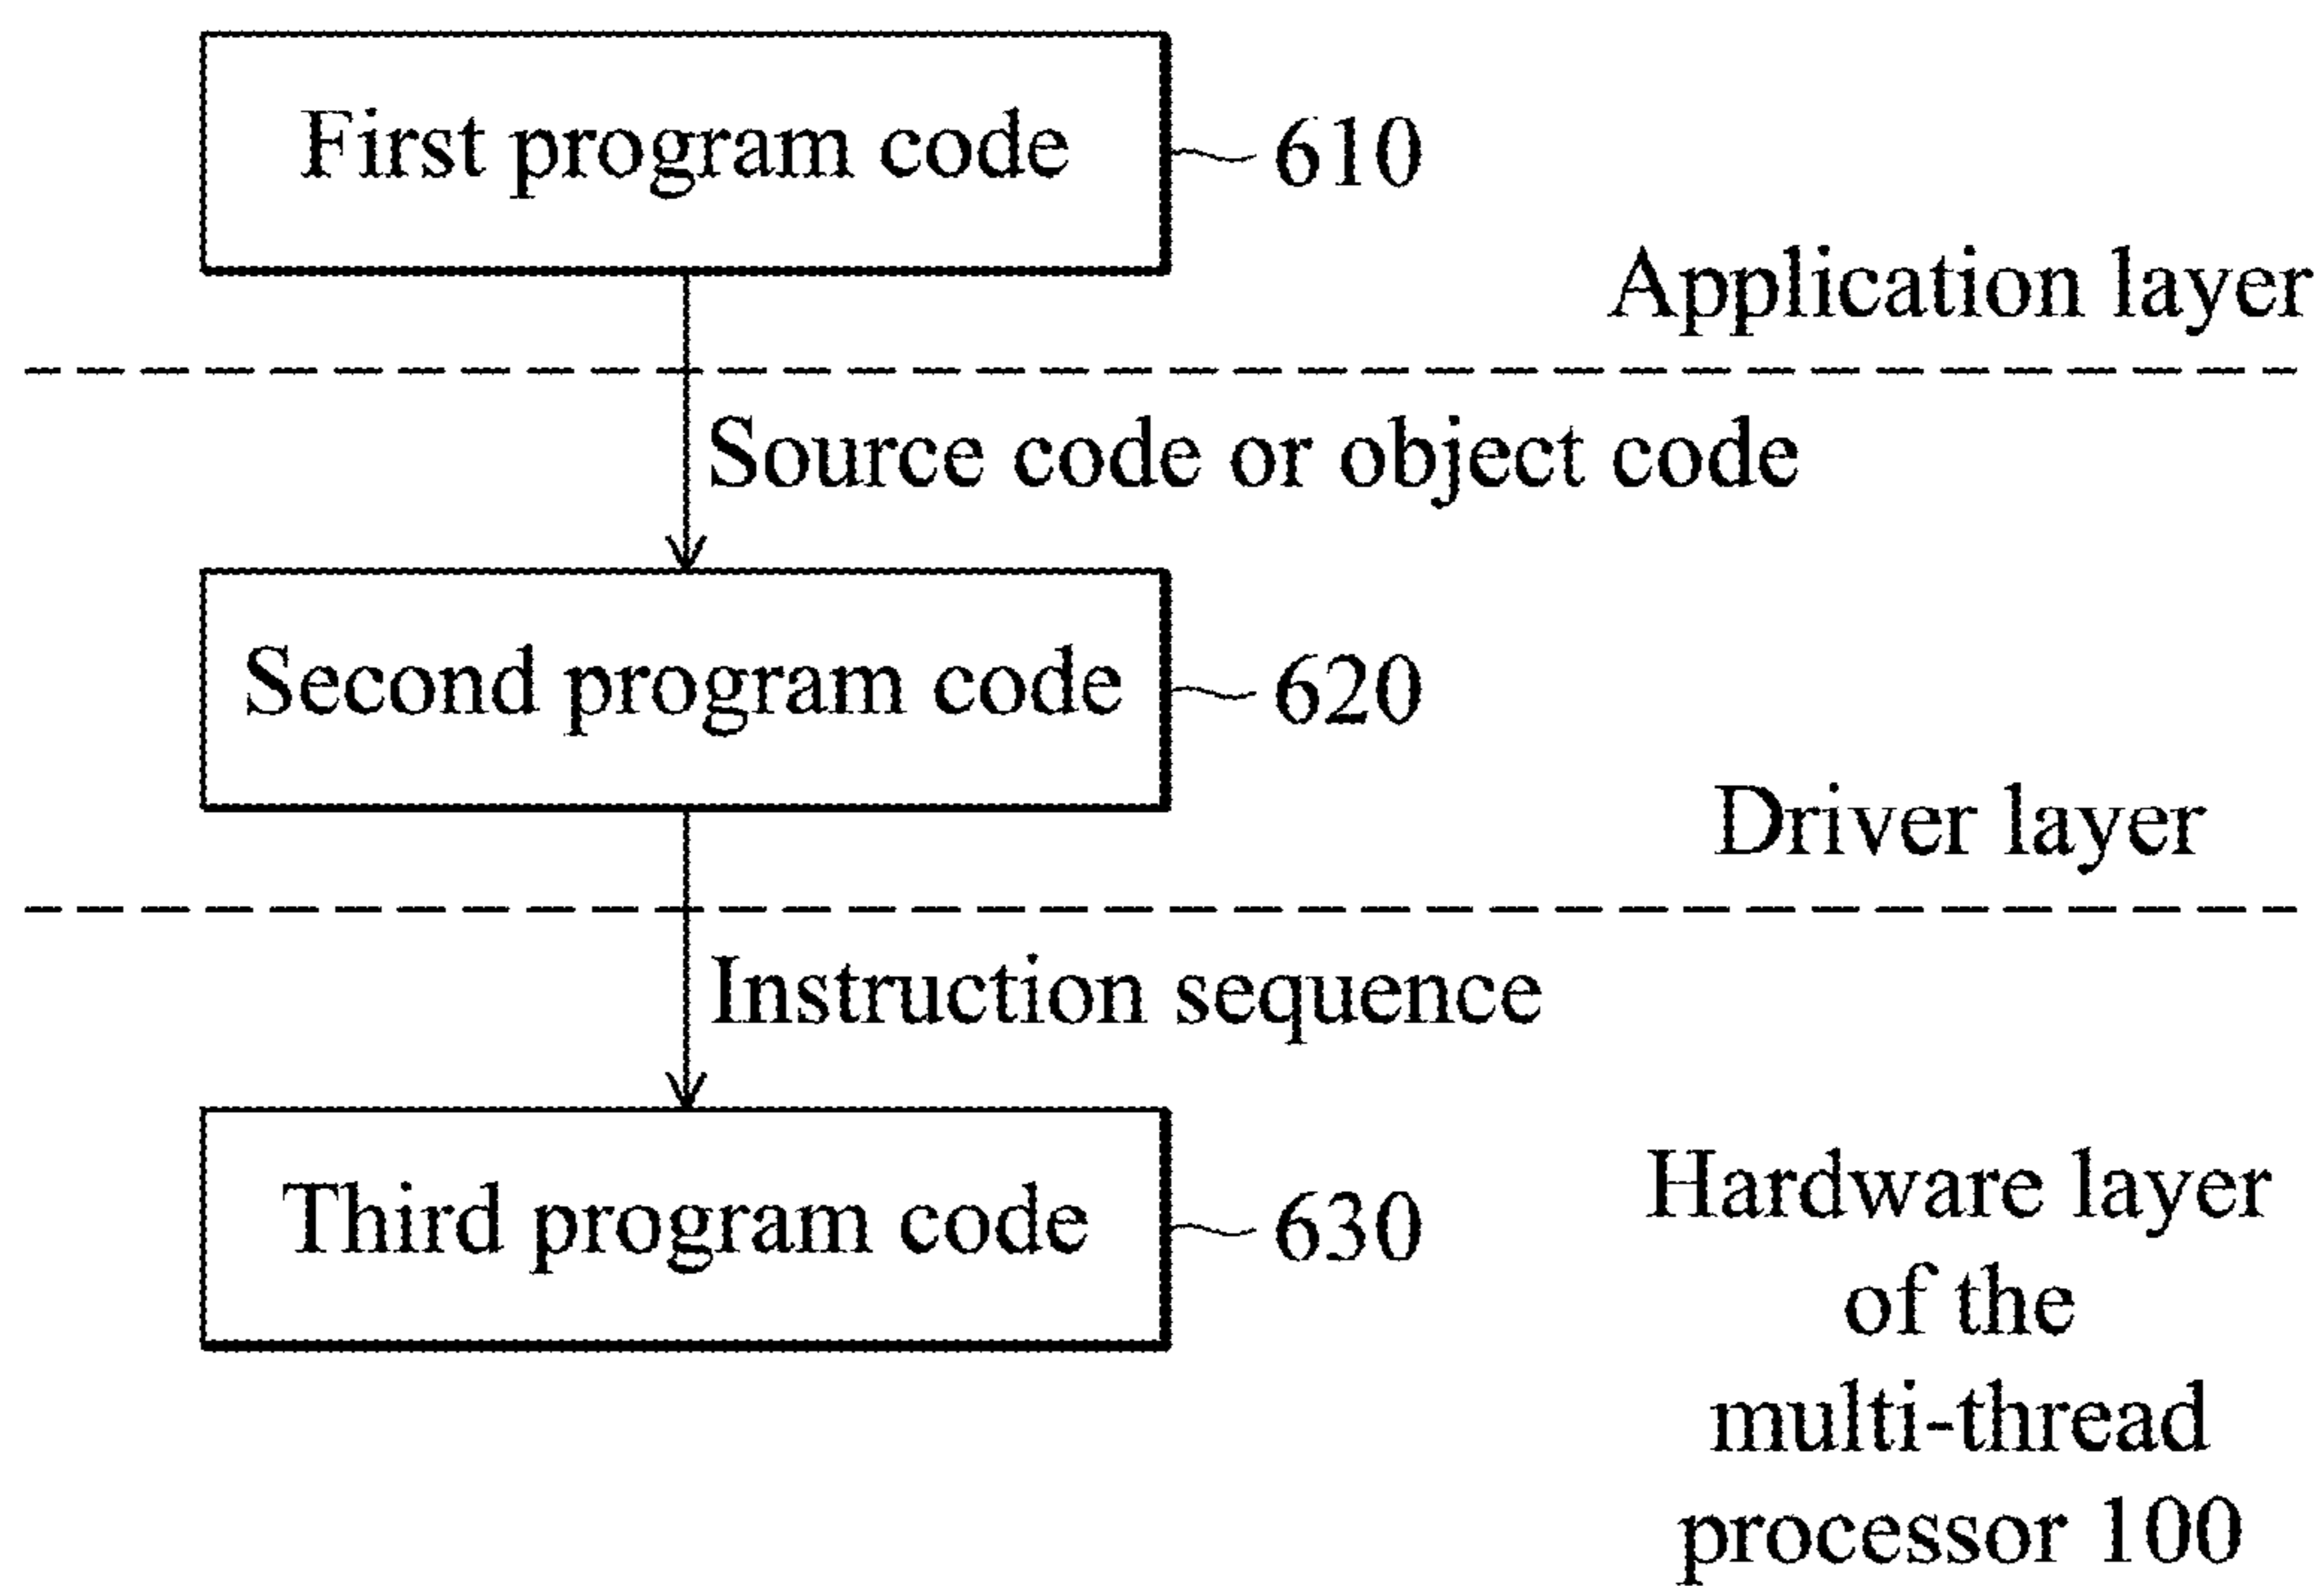 First program code
610
Application layer
Source code or object code
Second program code
620
Driver layer
Instruction sequence
Third program code
630
Hardware layer
of the
multi-thread
processor 100